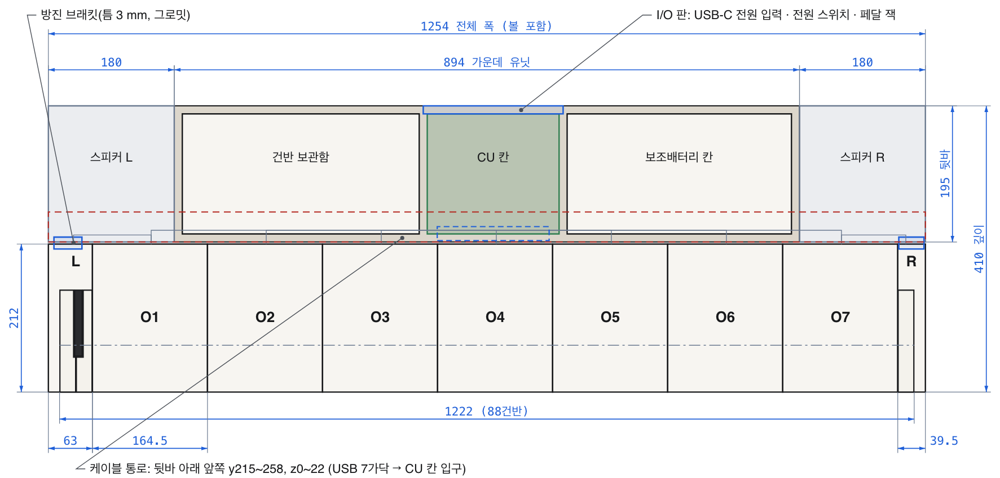 방진 브래킷(틈 3 mm, 그로밋)
I/O 판: USB-C 전원 입력 · 전원 스위치 · 페달 잭
1254 전체 폭 (볼 포함)
180
894 가운데 유닛
180
스피커 L
건반 보관함
CU 칸
보조배터리 칸
스피커 R
195 뒷바
410 깊이
212
L
R
O1
O2
O3
O4
O5
O6
O7
1222 (88건반)
63
164.5
39.5
케이블 통로: 뒷바 아래 앞쪽 y215~258, z0~22 (USB 7가닥 → CU 칸 입구)